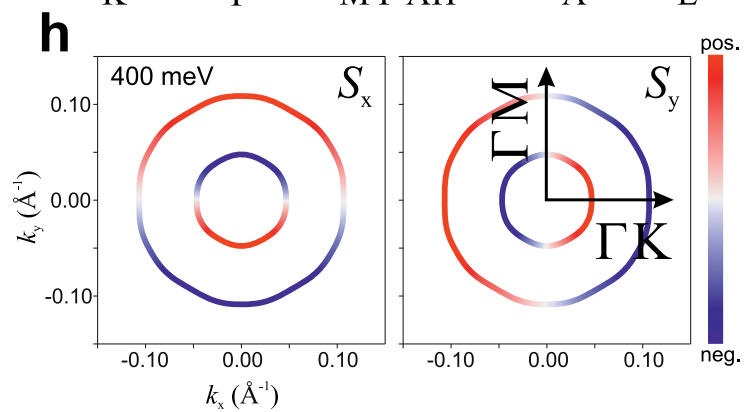 K Γ M Γ A H A L
h
400 meV
Sx
Sy
pos.
neg.
ΓM
ΓK
0.10
0.00
-0.10
ky (Å⁻¹)
-0.10 0.00 0.10
-0.10 0.00 0.10
kx (Å⁻¹)